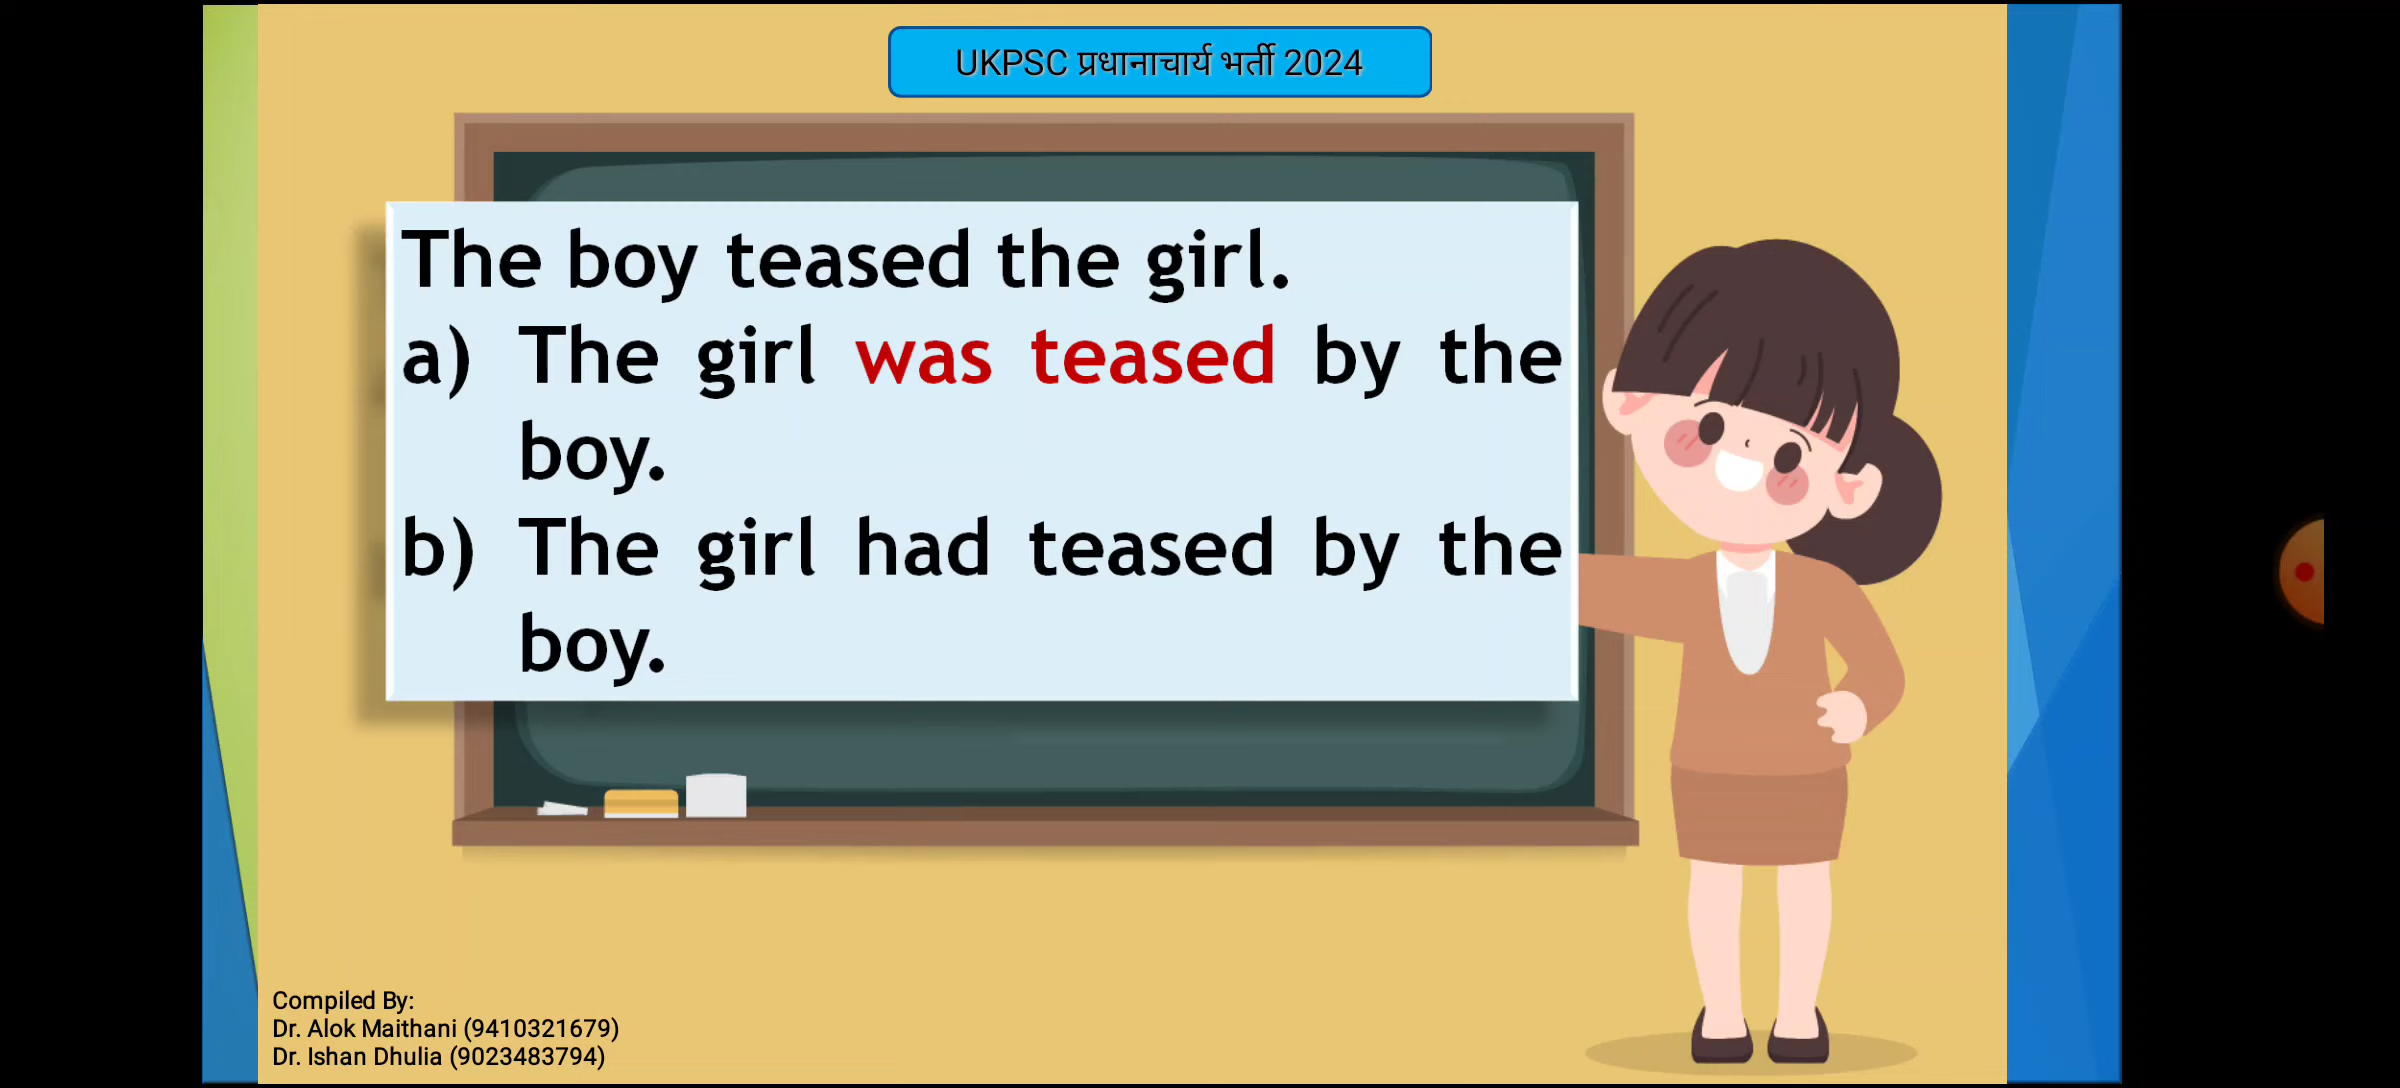 UKPSC प्रधानाचार्य भर्ती 2024
The boy teased the girl.
a) The girl was teased by the
boy.
b) The girl had teased by the
boy.
Compiled By:
Dr. Alok Maithani (9410321679)
Dr. Ishan Dhulia (9023483794)